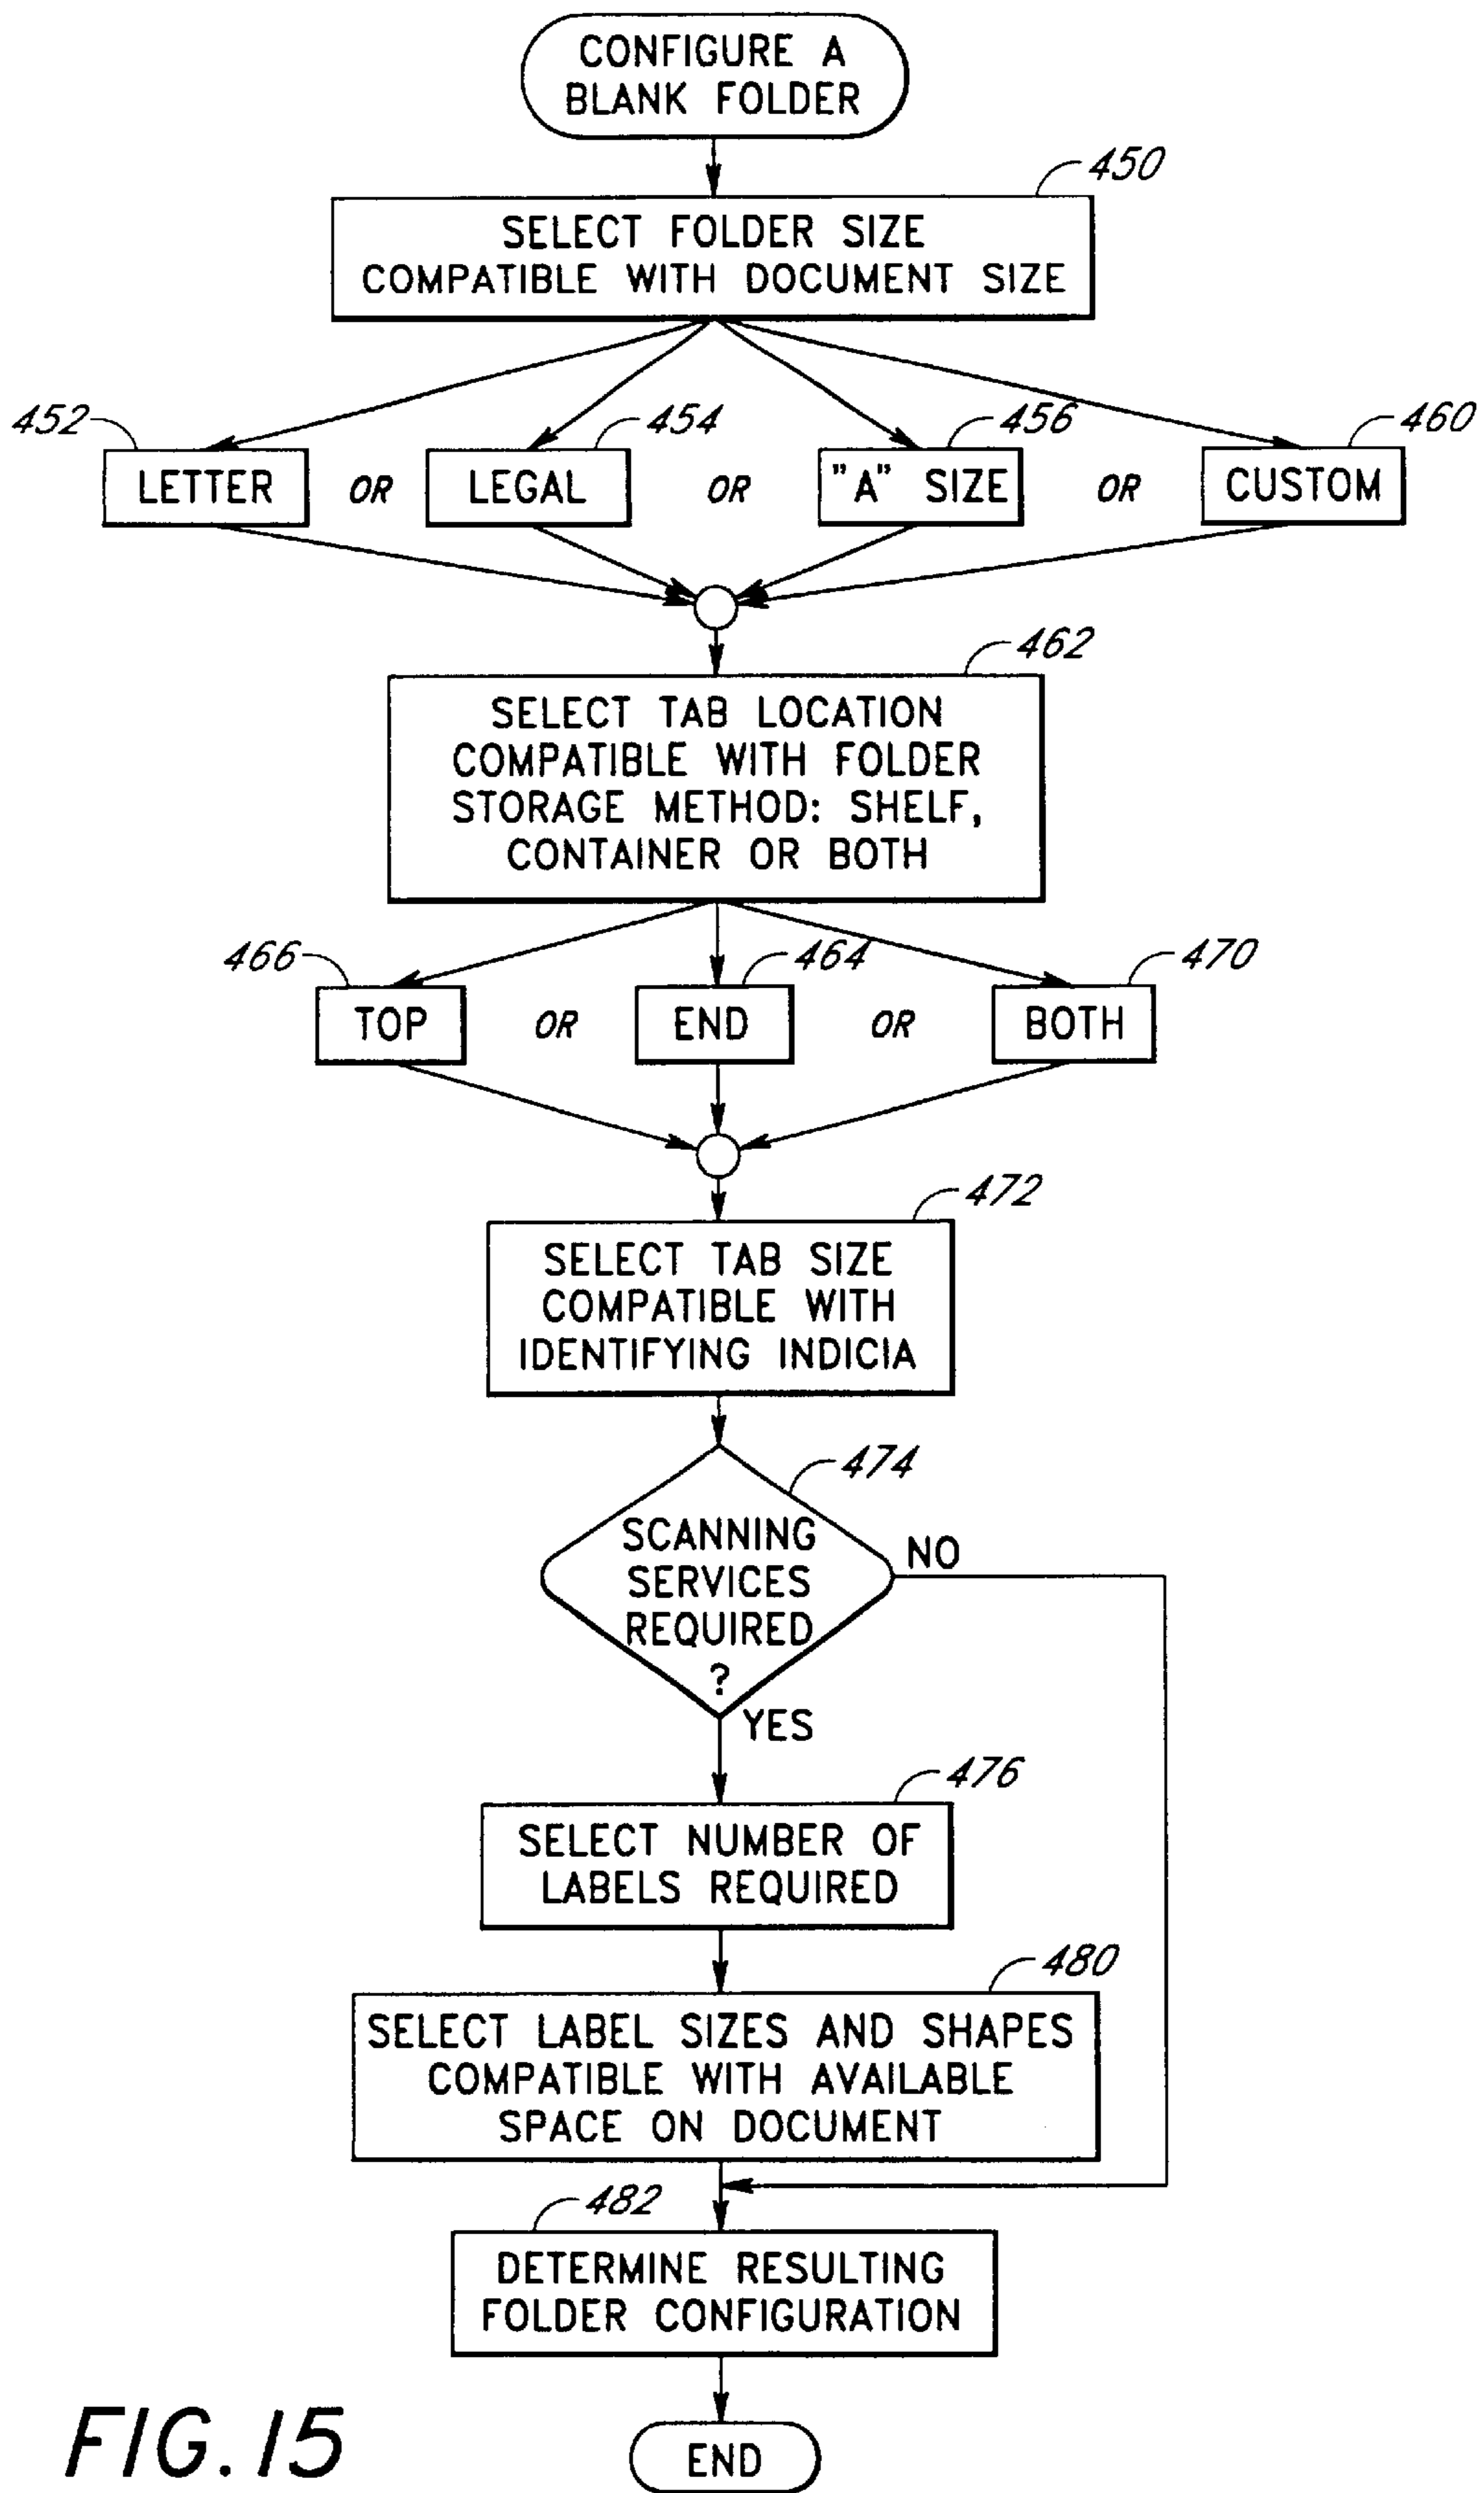 CONFIGURE A
BLANK FOLDER
450
SELECT FOLDER SIZE
COMPATIBLE WITH DOCUMENT SIZE
452
454
456
460
LETTER OR LEGAL OR "A" SIZE OR CUSTOM
462
SELECT TAB LOCATION
COMPATIBLE WITH FOLDER
STORAGE METHOD: SHELF,
CONTAINER OR BOTH
466
464
470
TOP OR END OR BOTH
472
SELECT TAB SIZE
COMPATIBLE WITH
IDENTIFYING INDICIA
474
SCANNING
SERVICES
REQUIRED
?
NO
YES
476
SELECT NUMBER OF
LABELS REQUIRED
480
SELECT LABEL SIZES AND SHAPES
COMPATIBLE WITH AVAILABLE
SPACE ON DOCUMENT
482
DETERMINE RESULTING
FOLDER CONFIGURATION
END
FIG. 15